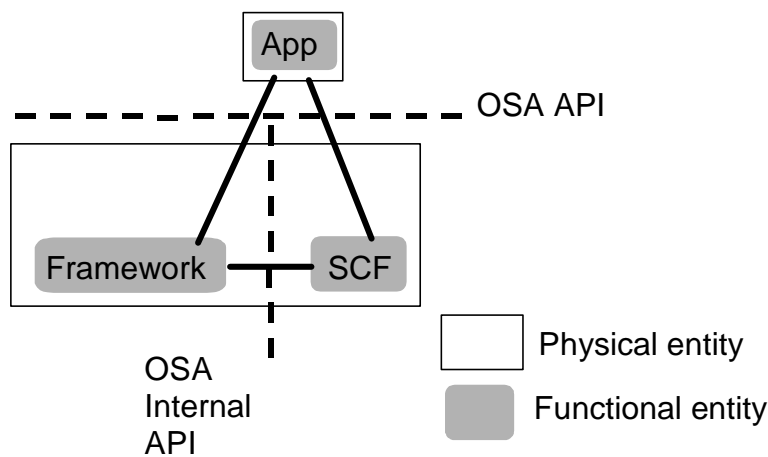 App
OSA API
Framework
SCF
OSA
Internal
API
Physical entity
Functional entity